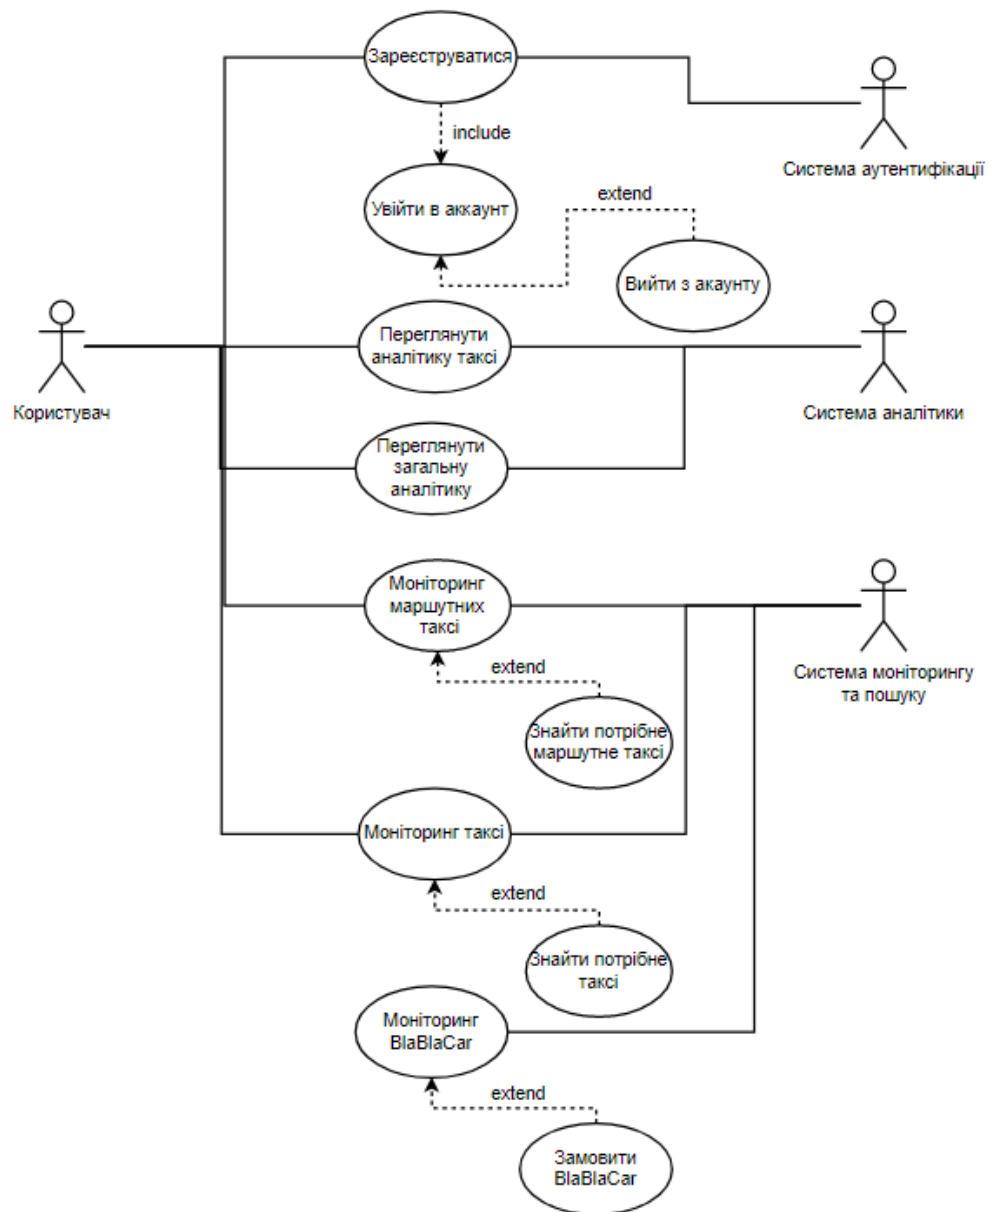 Зареєструватися
include
Система аутентифікації
Увійти в аккаунт
extend
Вийти з акаунту
Переглянути
аналітику таксі
Користувач
Система аналітики
Переглянути
загальну
аналітику
Моніторинг
маршутних
таксі
extend
Система моніторингу
та пошуку
Знайти потрібне
маршутне таксі
Моніторинг таксі
extend
Знайти потрібне
таксі
Моніторинг
BlaBlaCar
extend
Замовити
BlaBlaCar